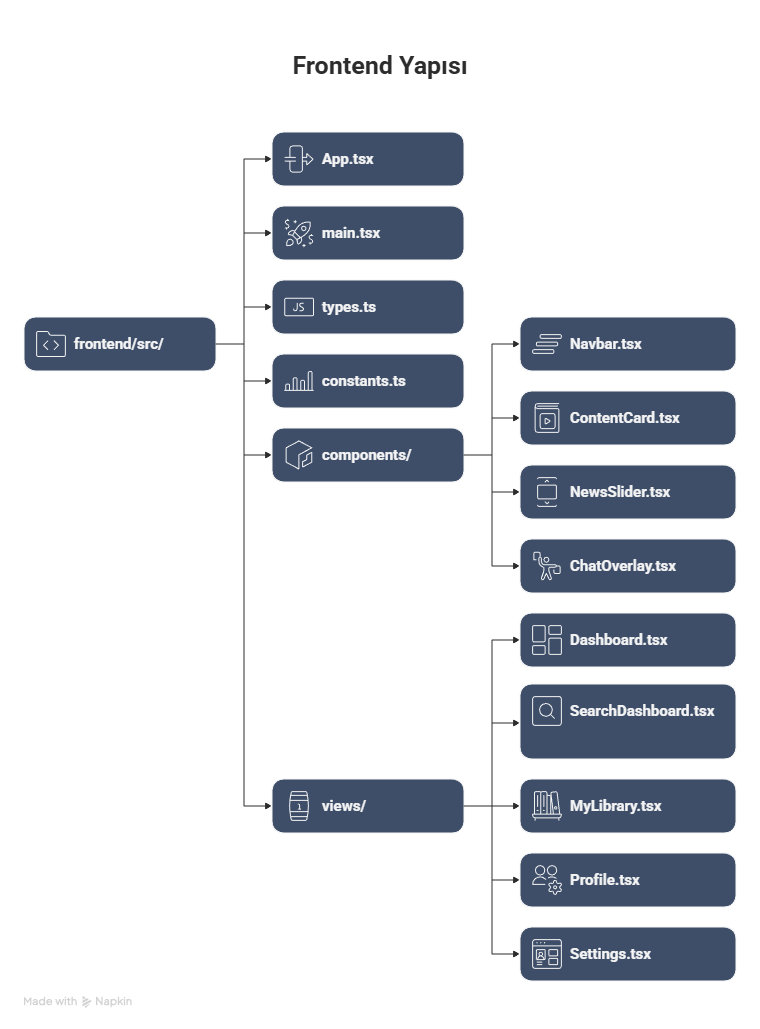 Frontend Yapısı
App.tsx
main.tsx
JS
types.ts
frontend/src/
constants.ts
components/
Navbar.tsx
ContentCard.tsx
NewsSlider.tsx
ChatOverlay.tsx
Dashboard.tsx
SearchDashboard.tsx
views/
MyLibrary.tsx
Profile.tsx
Settings.tsx
Made with Napkin